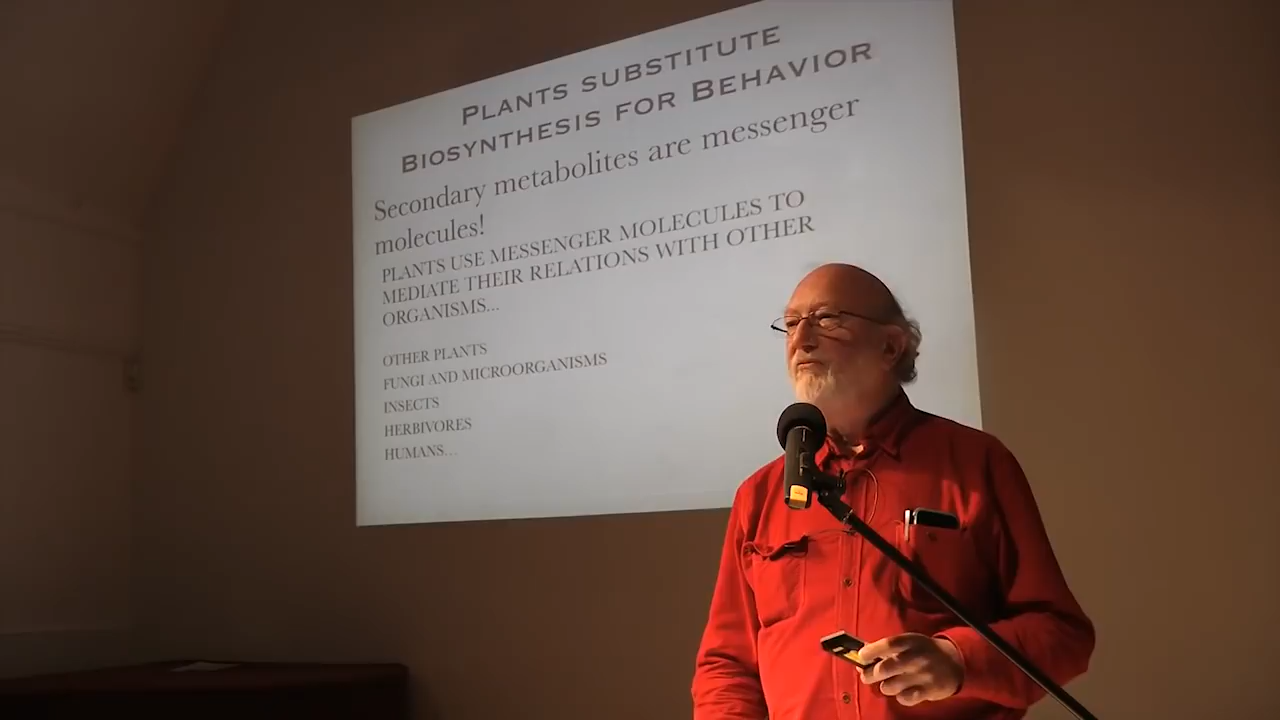 PLANTS SUBSTITUTE
BIOSYNTHESIS FOR BEHAVIOR
Secondary metabolites are messenger
molecules!
PLANTS USE MESSENGER MOLECULES TO
MEDIATE THEIR RELATIONS WITH OTHER
ORGANISMS...
OTHER PLANTS
FUNGI AND MICROORGANISMS
INSECTS
HERBIVORES
HUMANS...